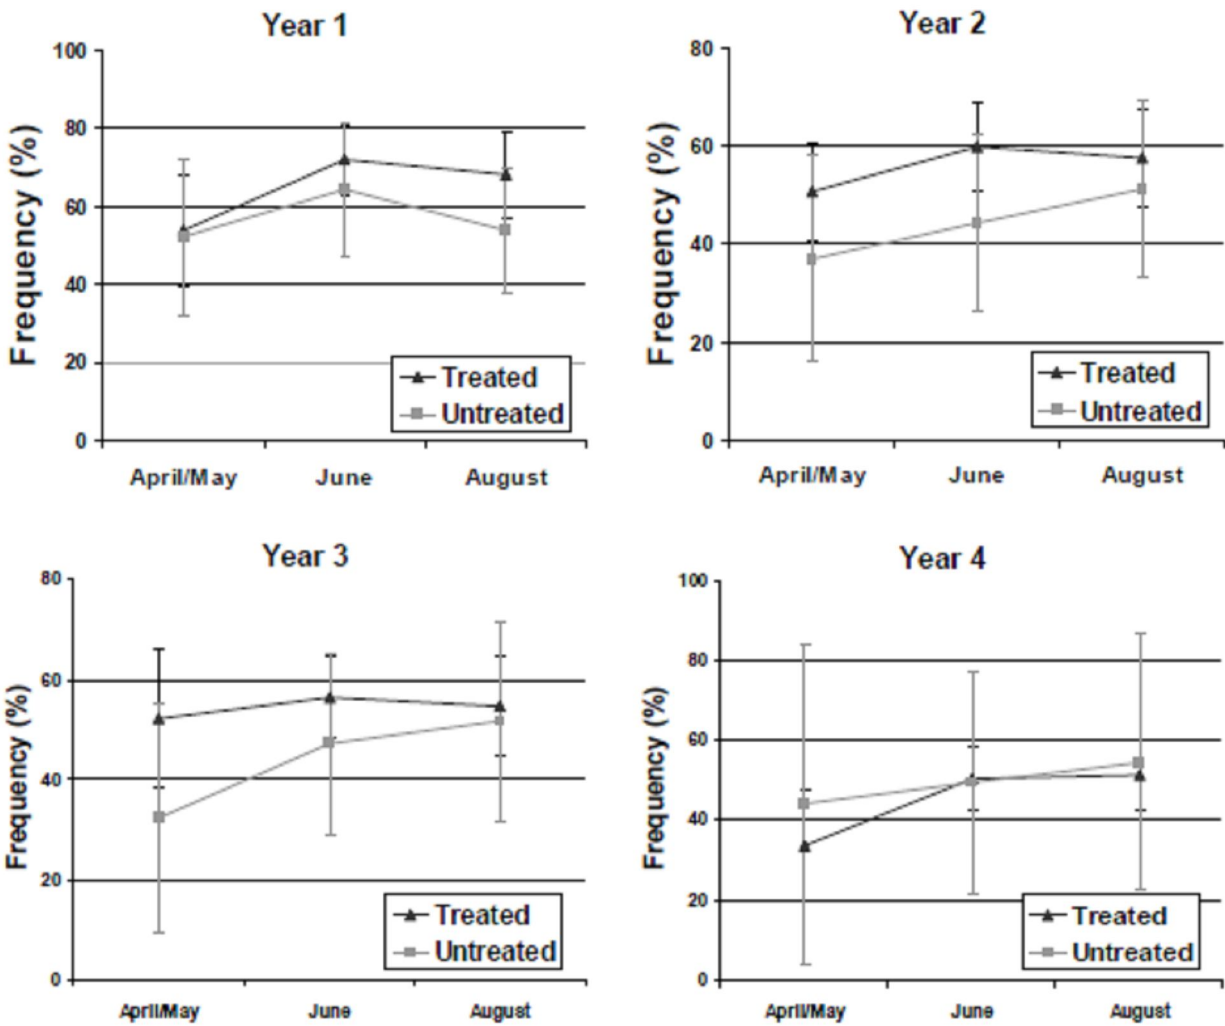 Year 1
Frequency (%)
100
80
60
40
20
0
Treated
Untreated
April/May June August
Year 2
Frequency (%)
80
60
40
20
0
Treated
Untreated
April/May June August
Year 3
Frequency (%)
80
60
40
20
0
Treated
Untreated
April/May June August
Year 4
Frequency (%)
100
80
60
40
20
0
Treated
Untreated
April/May June August